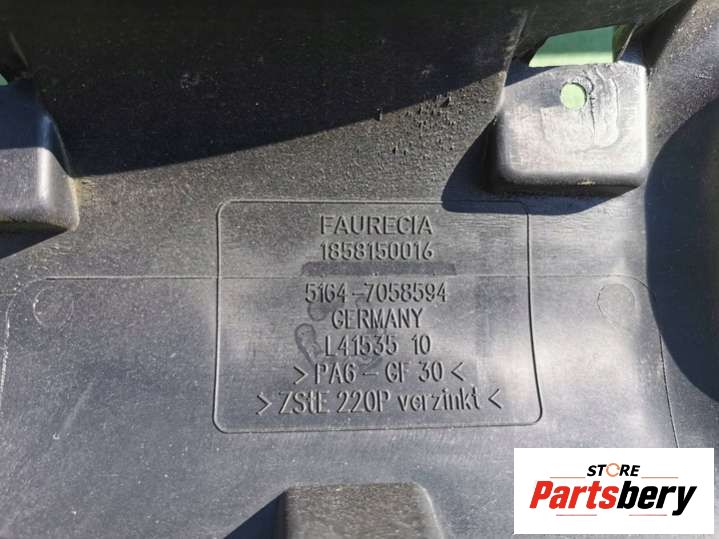 FAURECIA
1858150016
5164-7058594
GERMANY
L41535 10
>PA6-GF 30<
>ZStE 220P verzinkt<
STORE
Partsbery